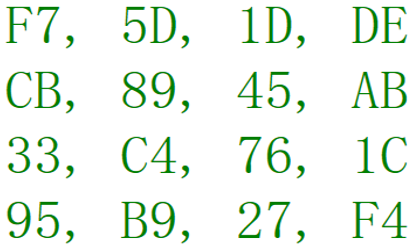 F7, 5D, 1D, DE
CB, 89, 45, AB
33, C4, 76, 1C
95, B9, 27, F4